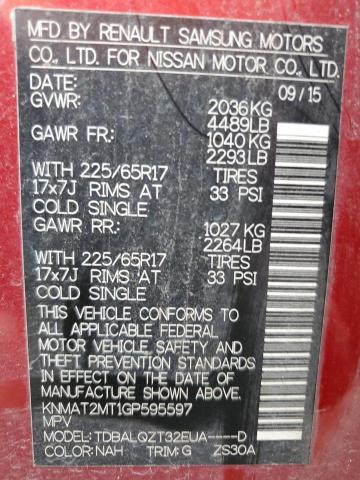 MFD BY RENAULT SAMSUNG MOTORS
CO., LTD. FOR NISSAN MOTOR CO., LTD.
DATE: 09 / 15
GVWR: 2036 KG
4489LB
GAWR FR: 1040 KG
2293LB
WITH 225/65R17 TIRES
17x7J RIMS AT 33 PSI
COLD SINGLE
GAWR RR: 1027 KG
2264LB
WITH 225/65R17 TIRES
17x7J RIMS AT 33 PSI
COLD SINGLE
THIS VEHICLE CONFORMS TO
ALL APPLICABLE FEDERAL
MOTOR VEHICLE SAFETY AND
THEFT PREVENTION STANDARDS
IN EFFECT ON THE DATE OF
MANUFACTURE SHOWN ABOVE.
KNMAT2MT1GP595597
MPV
MODEL: TDBALQZT32EUA----D
COLOR: NAH TRIM: G ZS30A